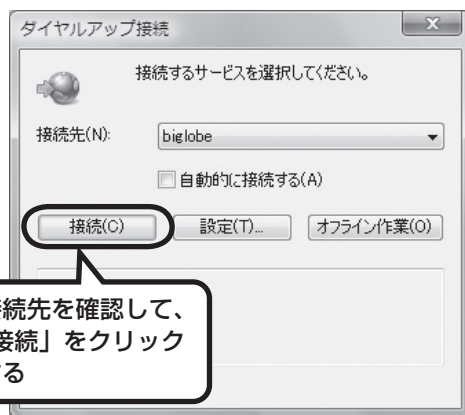 ダイヤルアップ接続
接続するサービスを選択してください。
接続先(N): biglobe
自動的に接続する(A)
接続(C) 設定(T)... オフライン作業(O)
続先を確認して、
接続」をクリック
る